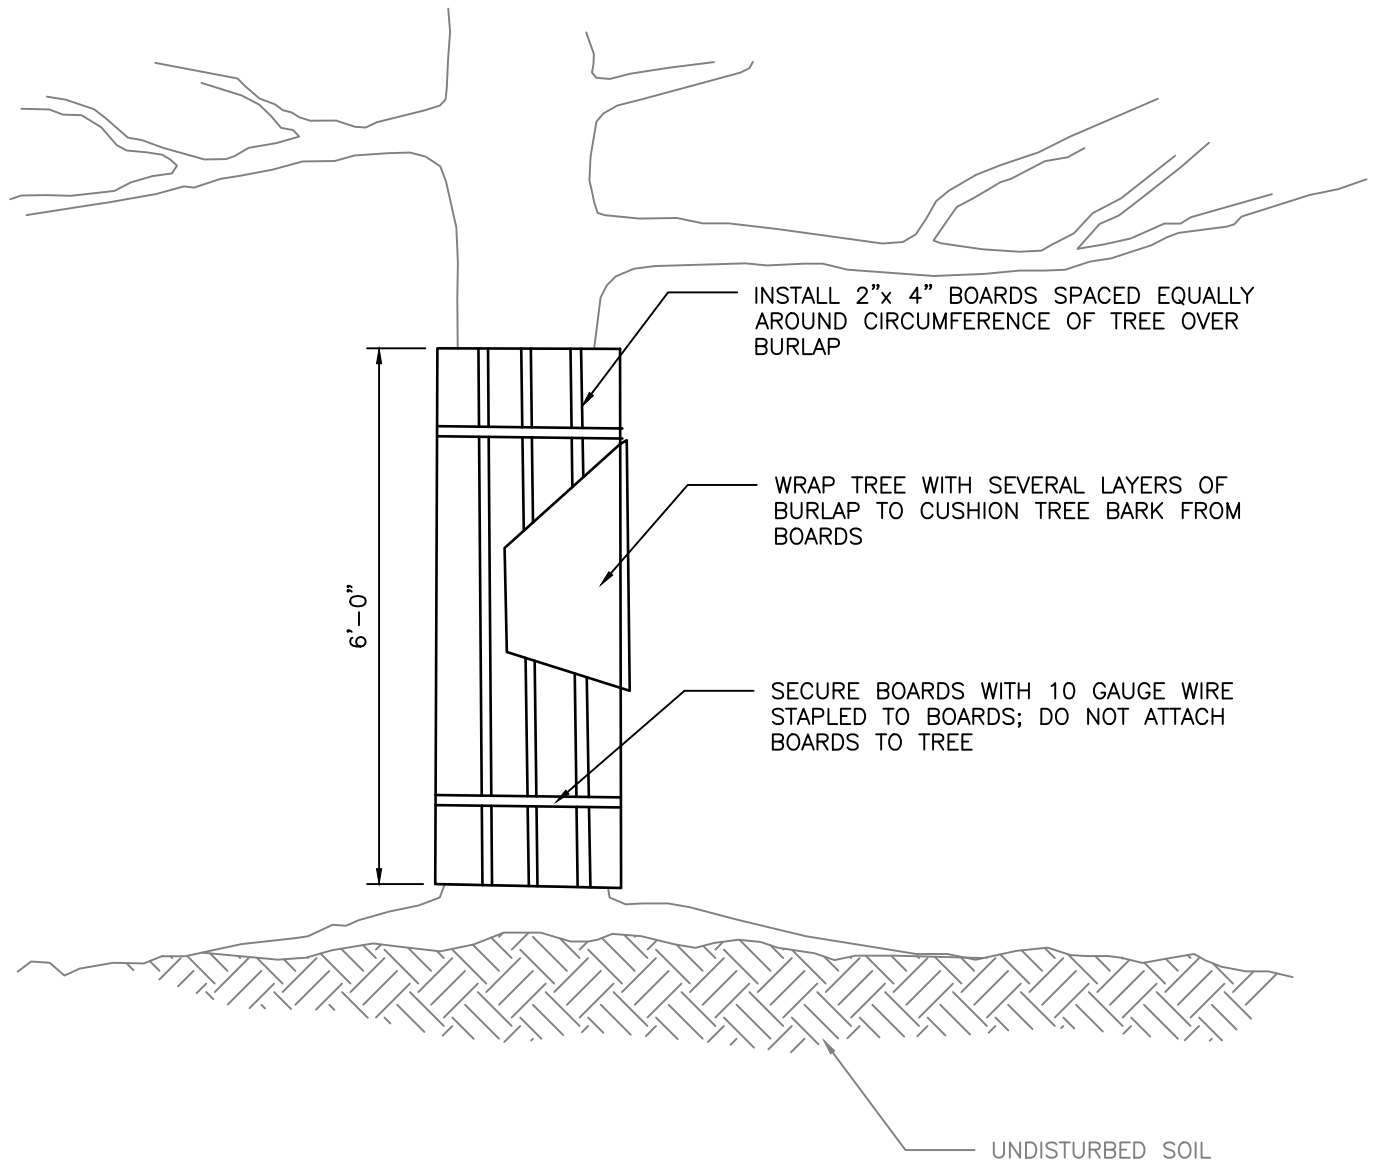 INSTALL 2"x 4" BOARDS SPACED EQUALLY
AROUND CIRCUMFERENCE OF TREE OVER
BURLAP
WRAP TREE WITH SEVERAL LAYERS OF
BURLAP TO CUSHION TREE BARK FROM
BOARDS
6'-0"
SECURE BOARDS WITH 10 GAUGE WIRE
STAPLED TO BOARDS; DO NOT ATTACH
BOARDS TO TREE
UNDISTURBED SOIL